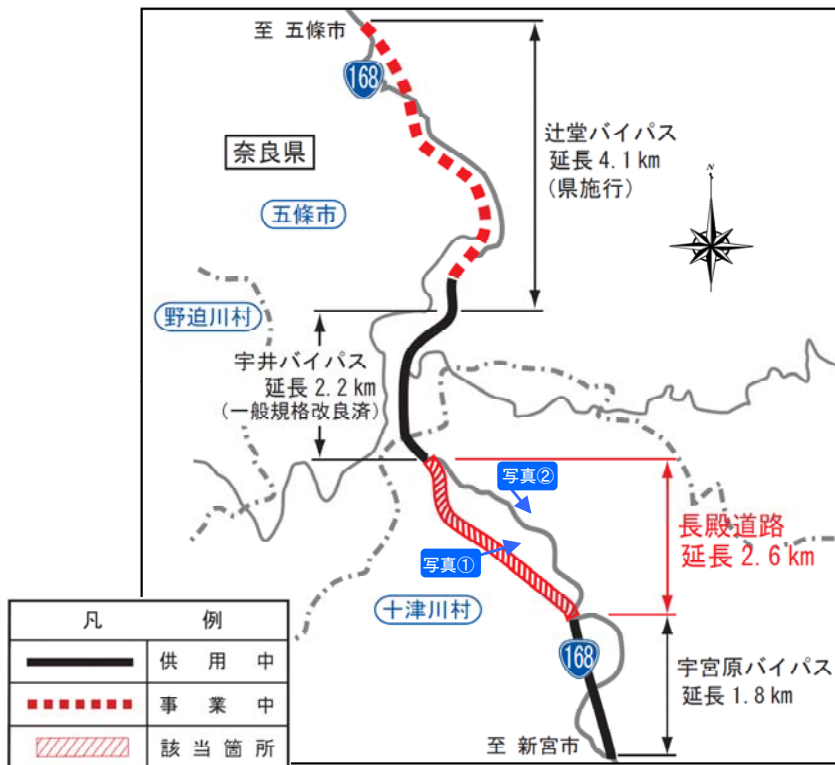 至 五條市
168
奈良県
五條市
辻堂バイパス
延長 4.1 km
(県施行)
N
野迫川村
宇井バイパス
延長 2.2 km
(一般規格改良済)
写真②
写真①
長殿道路
延長 2.6 km
十津川村
168
宇宮原バイパス
延長 1.8 km
至 新宮市
凡 例
供 用 中
事 業 中
該 当 箇 所